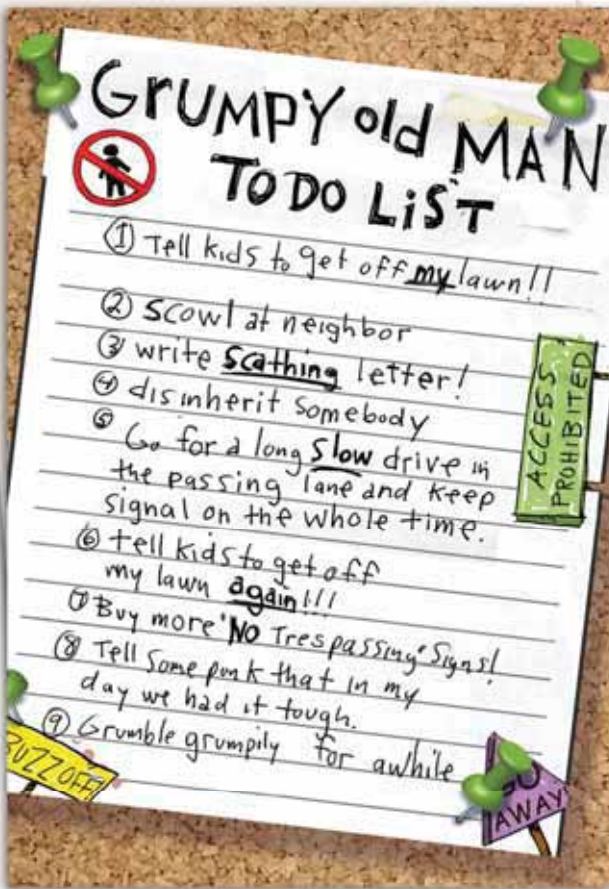 GRUMPY old MAN
TO DO LiST
① Tell kids to get off my lawn!!
② Scowl at neighbor
③ write Scathing letter!
④ disinherit somebody
⑤ Go for a long Slow drive in
the passing lane and keep
signal on the whole time.
⑥ tell kids to get off
my lawn again!!!
⑦ Buy more "NO Trespassing" Signs!
⑧ Tell Some punk that in my
day we had it tough.
⑨ Grumble grumpily for awhile
ACCESS
PROHIBITED
BUZZ OFF!
GO
AWAY